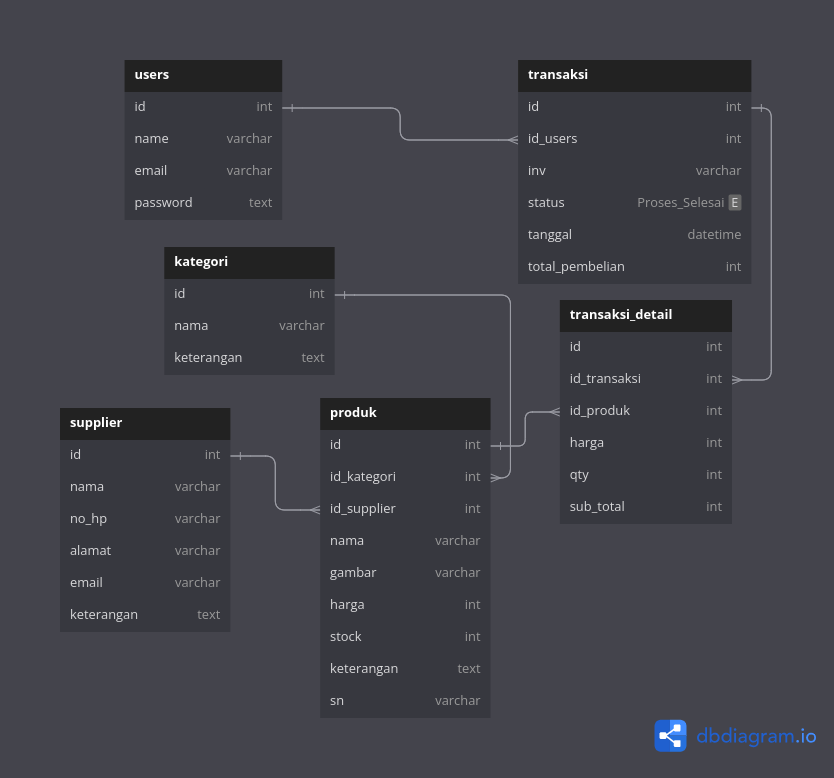 users
id int
name varchar
email varchar
password text
transaksi
id int
id_users int
inv varchar
status Proses_Selesai E
tanggal datetime
total_pembelian int
kategori
id int
nama varchar
keterangan text
transaksi_detail
id int
id_transaksi int
id_produk int
harga int
qty int
sub_total int
supplier
id int
nama varchar
no_hp varchar
alamat varchar
email varchar
keterangan text
produk
id int
id_kategori int
id_supplier int
nama varchar
gambar varchar
harga int
stock int
keterangan text
sn varchar
dbdiagram.io